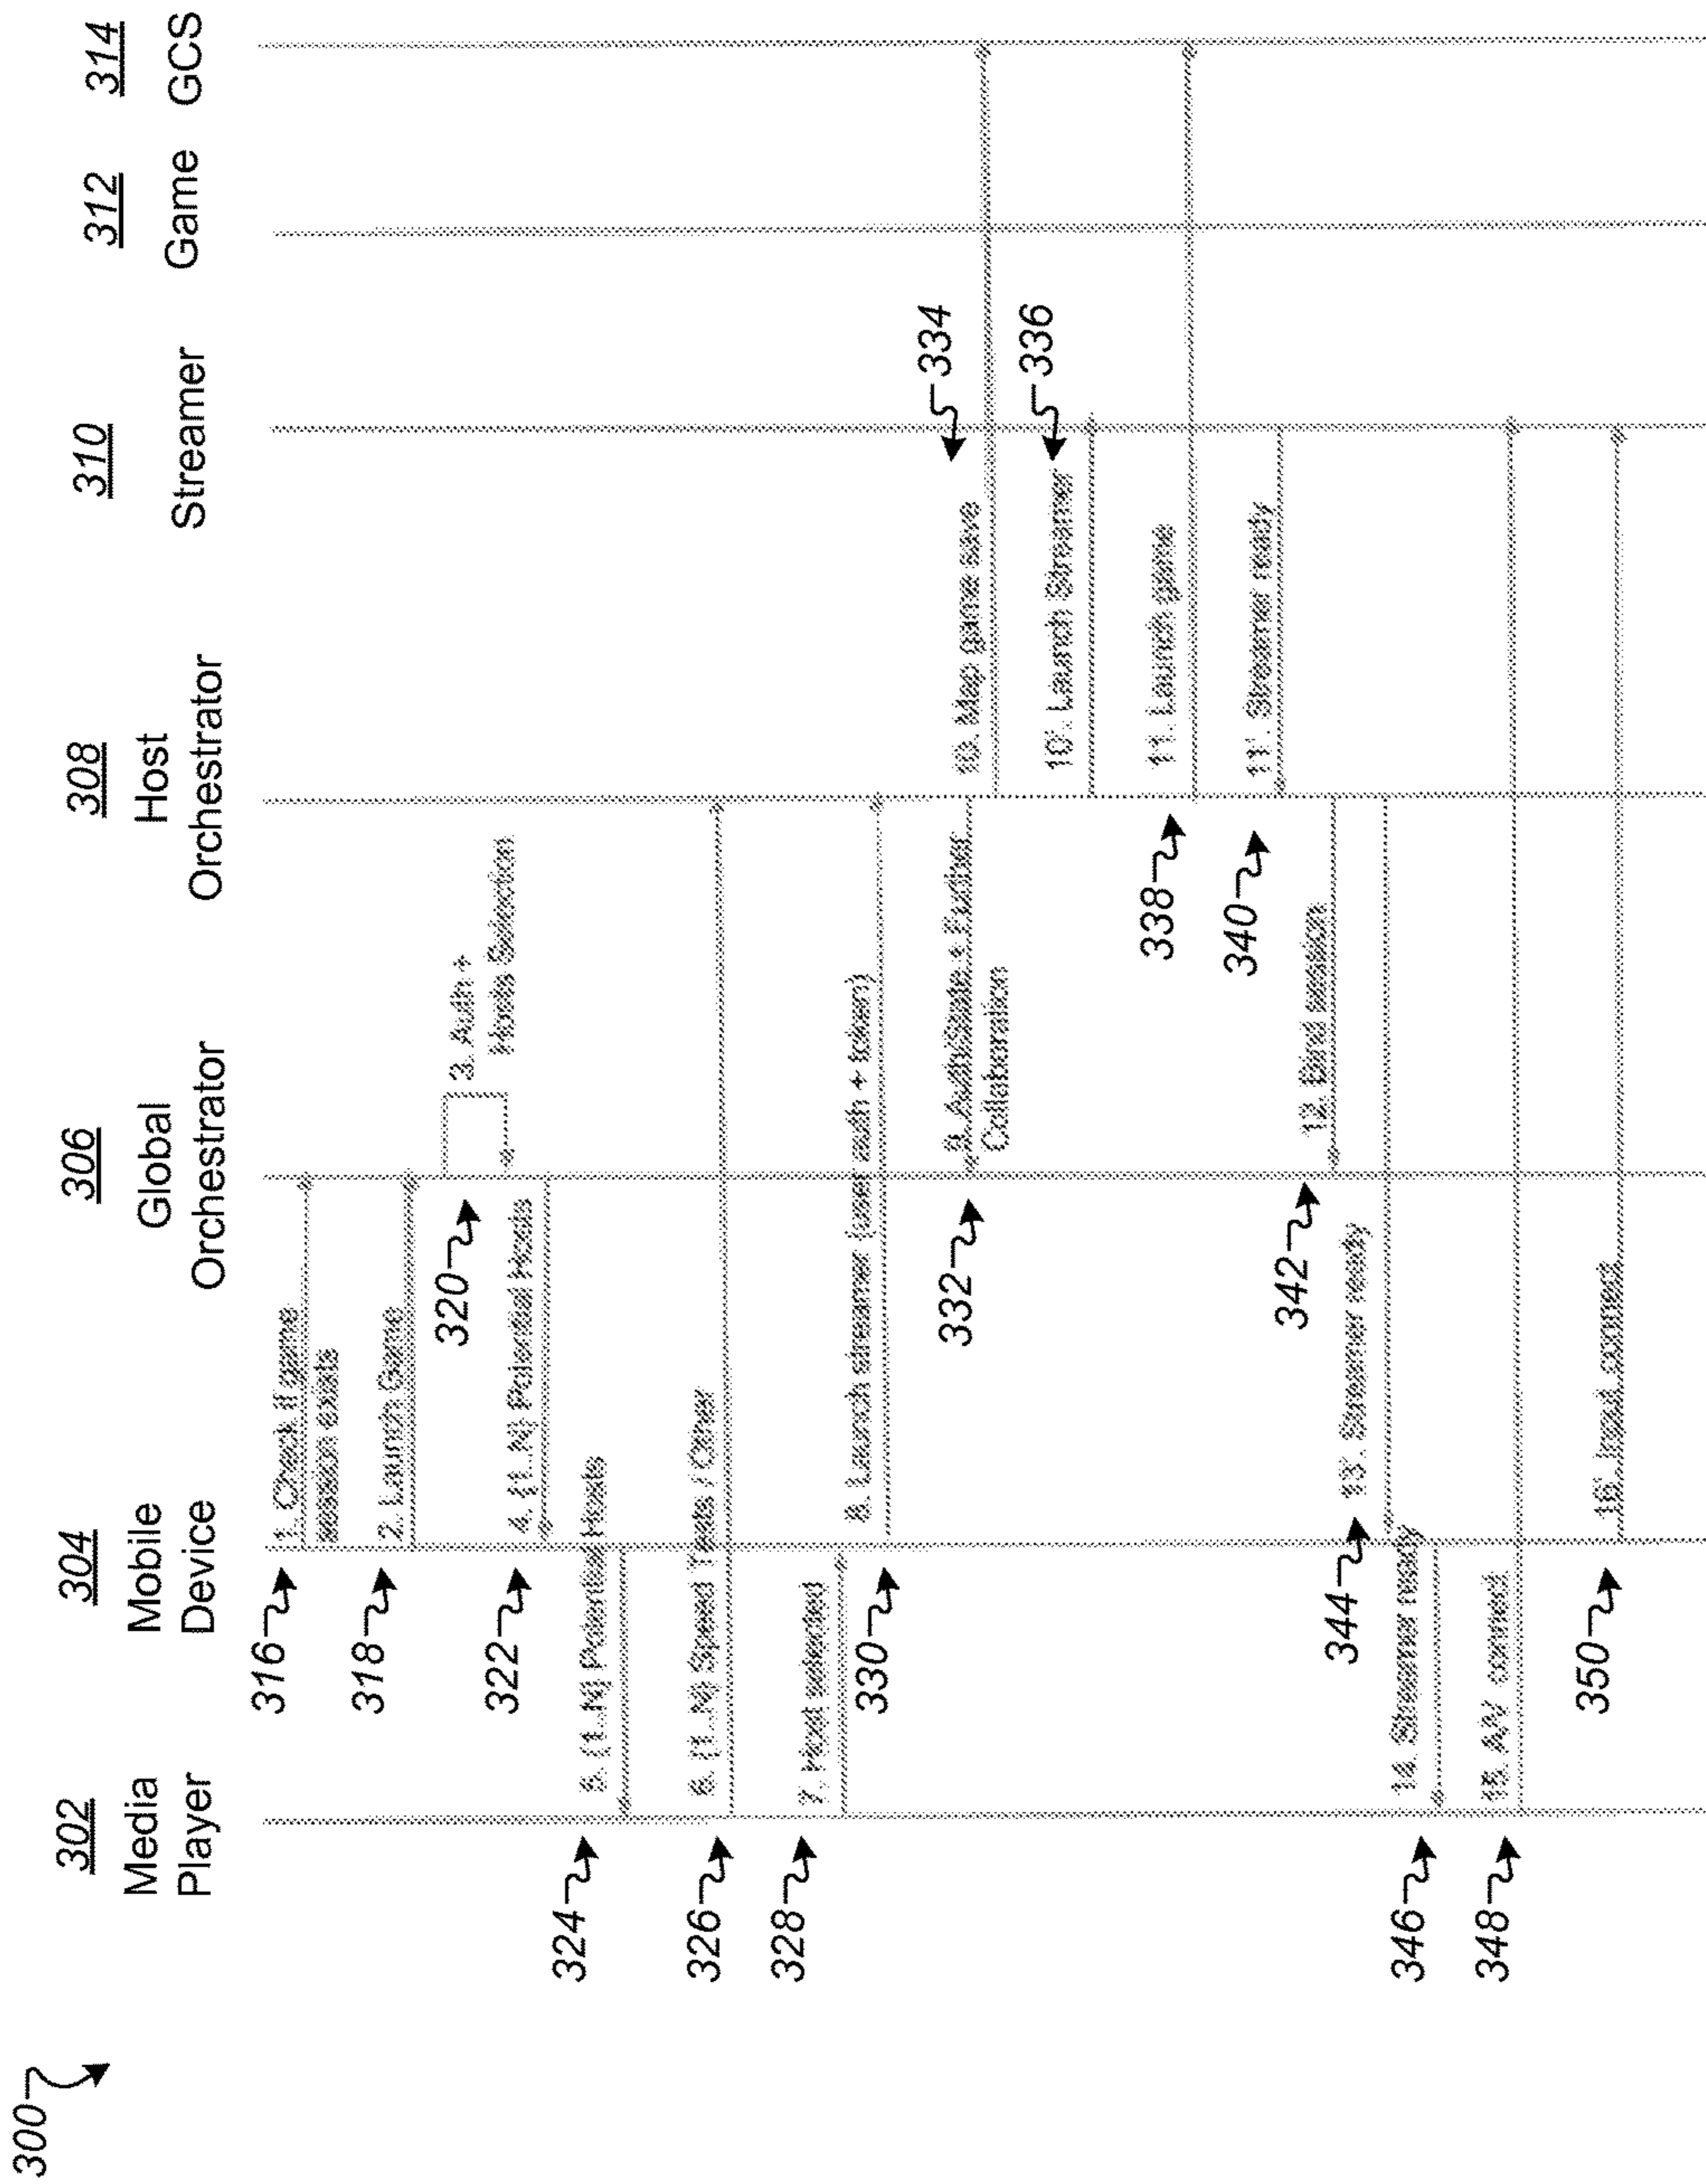 300
302
Media
Player
304
Mobile
Device
306
Global
Orchestrator
308
Host
Orchestrator
310
Streamer
312
Game
314
GCS
316
1. Check if game
session exists
318
2. Launch Game
320
3. Auth +
Hosts Selection
322
4. [1..N] Potential Hosts
324
5. [1..N] Potential Hosts
326
6. [1..N] Speed Tests / Other
328
7. Host selected
330
8. Launch streamer (user auth + token)
332
9. Auth/State + Further
Collaboration
334
10. Map game save
336
10'. Launch Streamer
338
11. Launch game
340
11'. Streamer ready
342
12. Bind session
344
13'. Streamer ready
346
14. Streamer ready
348
15. A/V connect
350
16'. Input connect